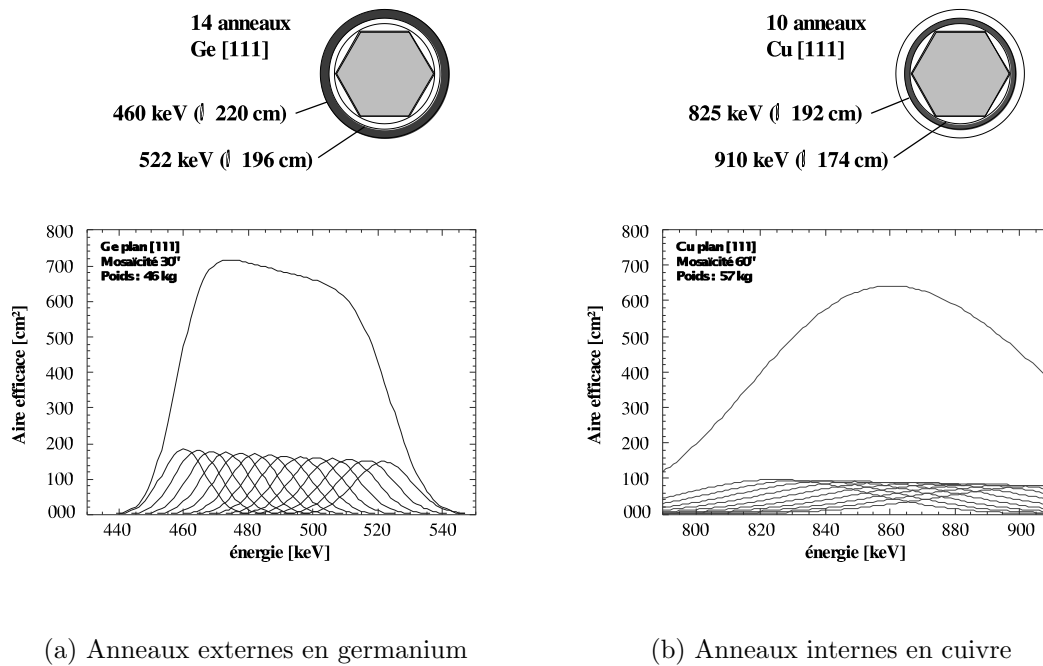 14 anneaux
Ge [111]
460 keV (() 220 cm)
522 keV (() 196 cm)
800
700
600
500
400
300
200
100
000
Aire efficace [cm²]
Ge plan [111]
Mosaïcité 30"
Poids : 46 kg
440 460 480 500 520 540
énergie [keV]
(a) Anneaux externes en germanium
10 anneaux
Cu [111]
825 keV (() 192 cm)
910 keV (() 174 cm)
800
700
600
500
400
300
200
100
000
Aire efficace [cm²]
Cu plan [111]
Mosaïcité 60"
Poids : 57 kg
800 820 840 860 880 900
énergie [keV]
(b) Anneaux internes en cuivre